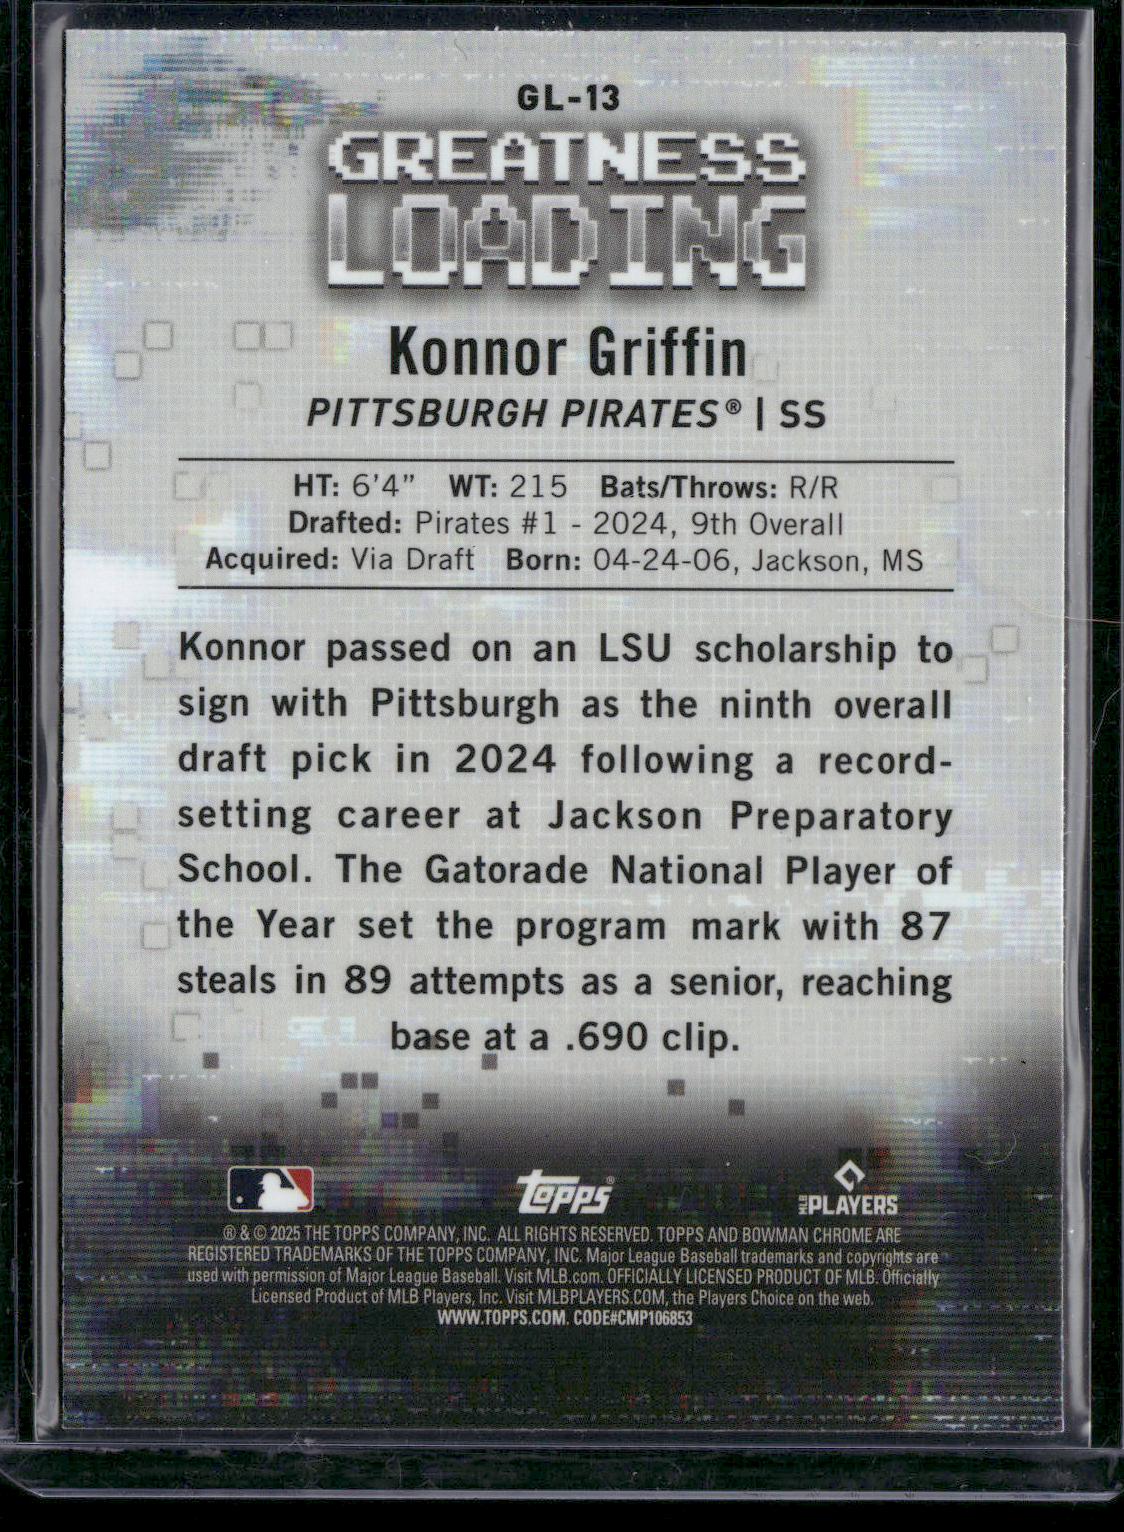 GL-13
GREATNESS
LOADING
Konnor Griffin
PITTSBURGH PIRATES® | SS
HT: 6'4" WT: 215 Bats/Throws: R/R
Drafted: Pirates #1 - 2024, 9th Overall
Acquired: Via Draft Born: 04-24-06, Jackson, MS
Konnor passed on an LSU scholarship to
sign with Pittsburgh as the ninth overall
draft pick in 2024 following a record-
setting career at Jackson Preparatory
School. The Gatorade National Player of
the Year set the program mark with 87
steals in 89 attempts as a senior, reaching
base at a .690 clip.
topps®
MLB PLAYERS
® & © 2025 THE TOPPS COMPANY, INC. ALL RIGHTS RESERVED. TOPPS AND BOWMAN CHROME ARE
REGISTERED TRADEMARKS OF THE TOPPS COMPANY, INC. Major League Baseball trademarks and copyrights are
used with permission of Major League Baseball. Visit MLB.com. OFFICIALLY LICENSED PRODUCT OF MLB. Officially
Licensed Product of MLB Players, Inc. Visit MLBPLAYERS.COM, the Players Choice on the web.
WWW.TOPPS.COM. CODE#CMP106853